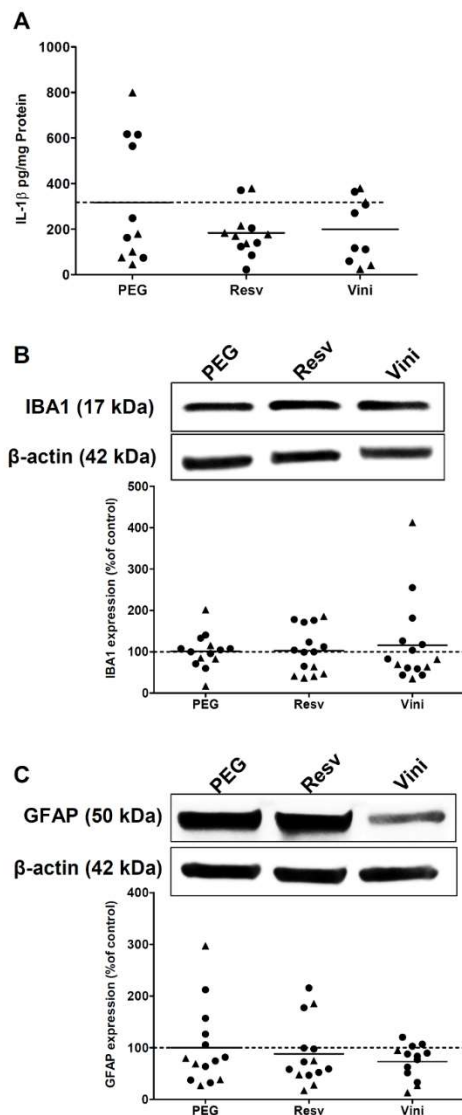 A
IL-1β pg/mg Protein
1000
800
600
400
200
0
PEG Resv Vini
B
PEG Resv Vini
IBA1 (17 kDa)
β-actin (42 kDa)
IBA1 expression (%of control)
500
400
300
200
100
0
PEG Resv Vini
C
PEG Resv Vini
GFAP (50 kDa)
β-actin (42 kDa)
GFAP expression (%of control)
400
300
200
100
0
PEG Resv Vini